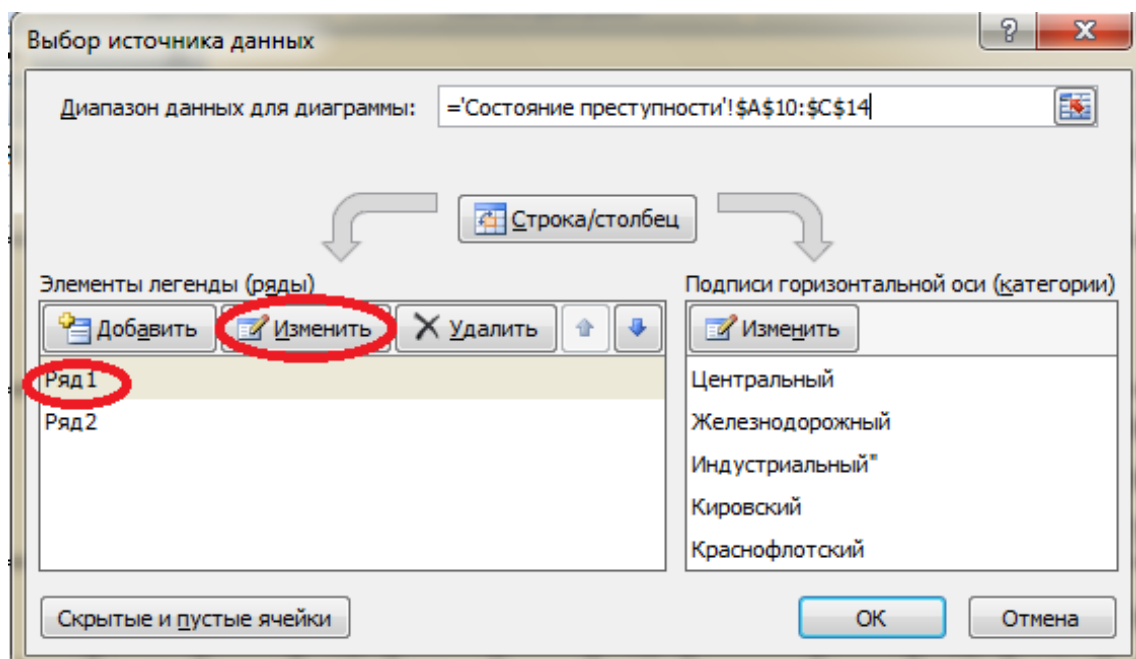 Выбор источника данных
Диапазон данных для диаграммы: ='Состояние преступности'!$A$10:$C$14
Строка/столбец
Элементы легенды (ряды)
Добавить Изменить Удалить
Ряд1
Ряд2
Подписи горизонтальной оси (категории)
Изменить
Центральный
Железнодорожный
Индустриальный"
Кировский
Краснофлотский
Скрытые и пустые ячейки
ОК Отмена